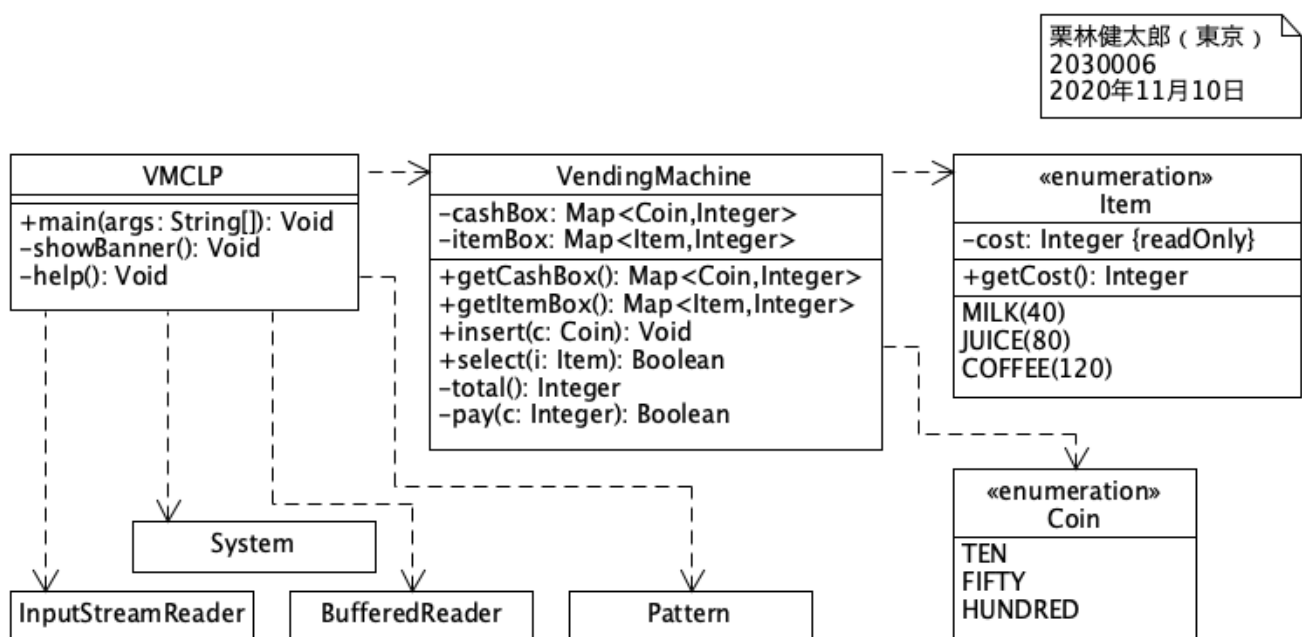 栗林健太郎（東京）
2030006
2020年11月10日
VMCLP
+main(args: String[]): Void
-showBanner(): Void
-help(): Void
VendingMachine
-cashBox: Map<Coin,Integer>
-itemBox: Map<Item,Integer>
+getCashBox(): Map<Coin,Integer>
+getItemBox(): Map<Item,Integer>
+insert(c: Coin): Void
+select(i: Item): Boolean
-total(): Integer
-pay(c: Integer): Boolean
«enumeration»
Item
-cost: Integer {readOnly}
+getCost(): Integer
MILK(40)
JUICE(80)
COFFEE(120)
«enumeration»
Coin
TEN
FIFTY
HUNDRED
System
InputStreamReader
BufferedReader
Pattern